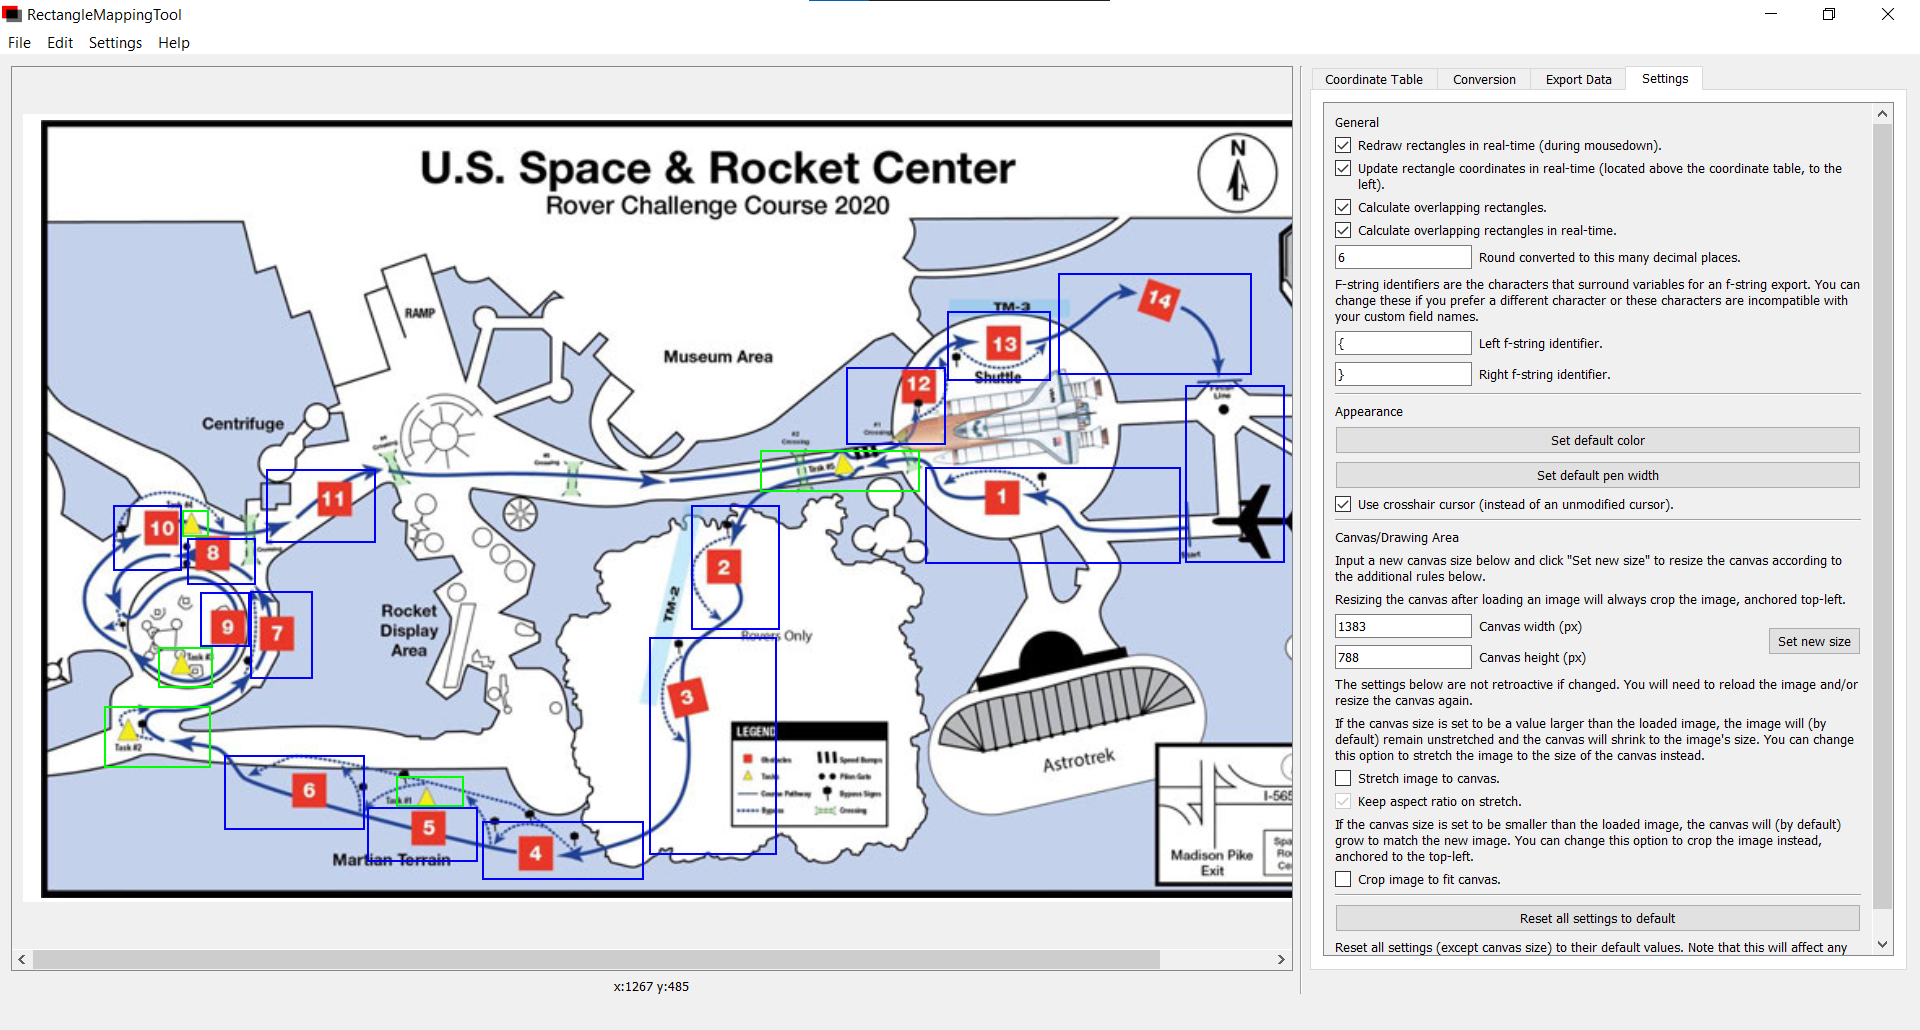 RectangleMappingTool
File Edit Settings Help
Coordinate Table Conversion Export Data Settings
U.S. Space & Rocket Center
Rover Challenge Course 2020
N
RAMP
TM-3
14
13
Shuttle
12
Museum Area
Centrifuge
#1
Crossing
#2
Crossing
Task #5
Line
11
10
8
1
Start
2
TM-2
Rocket
Display
Area
9
7
Rovers Only
3
Task #2
LEGEND
Obstacles
Speed Bumps
Tasks
Pilon Gate
Course Pathway
Bypass Signs
Bypass
Crossing
Astrotrek
6
Task #1
5
4
Martian Terrain
I-565
Madison Pike
Exit
Spa
Ro
Ce
x:1267 y:485
General
Redraw rectangles in real-time (during mousedown).
Update rectangle coordinates in real-time (located above the coordinate table, to the
left).
Calculate overlapping rectangles.
Calculate overlapping rectangles in real-time.
6 Round converted to this many decimal places.
F-string identifiers are the characters that surround variables for an f-string export. You can
change these if you prefer a different character or these characters are incompatible with
your custom field names.
{ Left f-string identifier.
} Right f-string identifier.
Appearance
Set default color
Set default pen width
Use crosshair cursor (instead of an unmodified cursor).
Canvas/Drawing Area
Input a new canvas size below and click "Set new size" to resize the canvas according to
the additional rules below.
Resizing the canvas after loading an image will always crop the image, anchored top-left.
1383 Canvas width (px)
Set new size
788 Canvas height (px)
The settings below are not retroactive if changed. You will need to reload the image and/or
resize the canvas again.
If the canvas size is set to be a value larger than the loaded image, the image will (by
default) remain unstretched and the canvas will shrink to the image's size. You can change
this option to stretch the image to the size of the canvas instead.
Stretch image to canvas.
Keep aspect ratio on stretch.
If the canvas size is set to be smaller than the loaded image, the canvas will (by default)
grow to match the new image. You can change this option to crop the image instead,
anchored to the top-left.
Crop image to fit canvas.
Reset all settings to default
Reset all settings (except canvas size) to their default values. Note that this will affect any